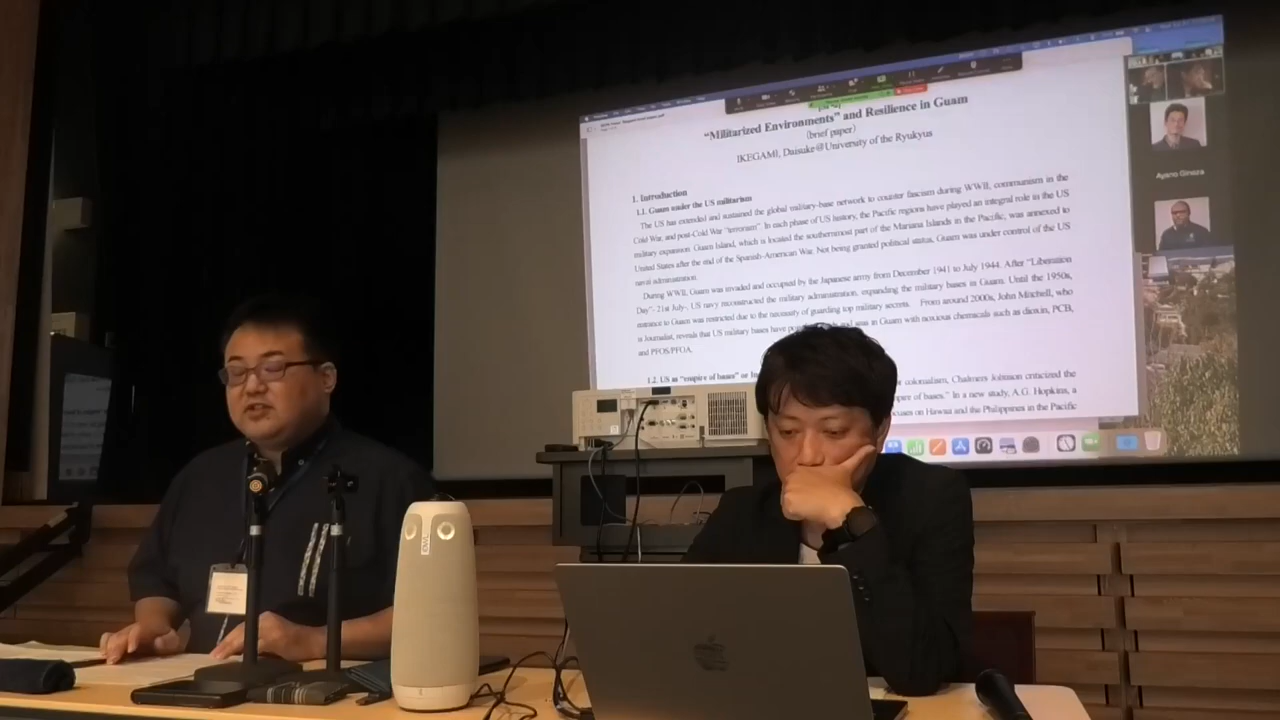 "Militarized Environments" and Resilience in Guam
(brief paper)
IKEGAMI, Daisuke@University of the Ryukyus
1. Introduction
1.1. Guam under the US militarism
The US has extended and sustained the global military-base network to counter fascism during WWII, communism in the
Cold War, and post-Cold War "terrorism". In each phase of US history, the Pacific regions have played an integral role in the US
military expansion. Guam Island, which is located the southernmost part of the Mariana Islands in the Pacific, was annexed to
United States after the end of the Spanish-American War. Not being granted political status, Guam was under control of the US
naval administration.
During WWII, Guam was invaded and occupied by the Japanese army from December 1941 to July 1944. After "Liberation
Day"- 21st July-, US navy reconstructed the military administration, expanding the military bases in Guam. Until the 1950s,
entrance to Guam was restricted due to the necessity of guarding top military secrets. From around 2000s, John Mitchell, who
is Journalist, reveals that US military bases have and seas in Guam with noxious chemicals such as dioxin, PCB,
and PFOS/PFOA.
1.2. US as "empire of bases" or
colonialism, Chalmers Johnson criticized the
of bases." In a new study, A.G. Hopkins, a
on Hawaii and the Philippines in the Pacific
Ayano Ginoza